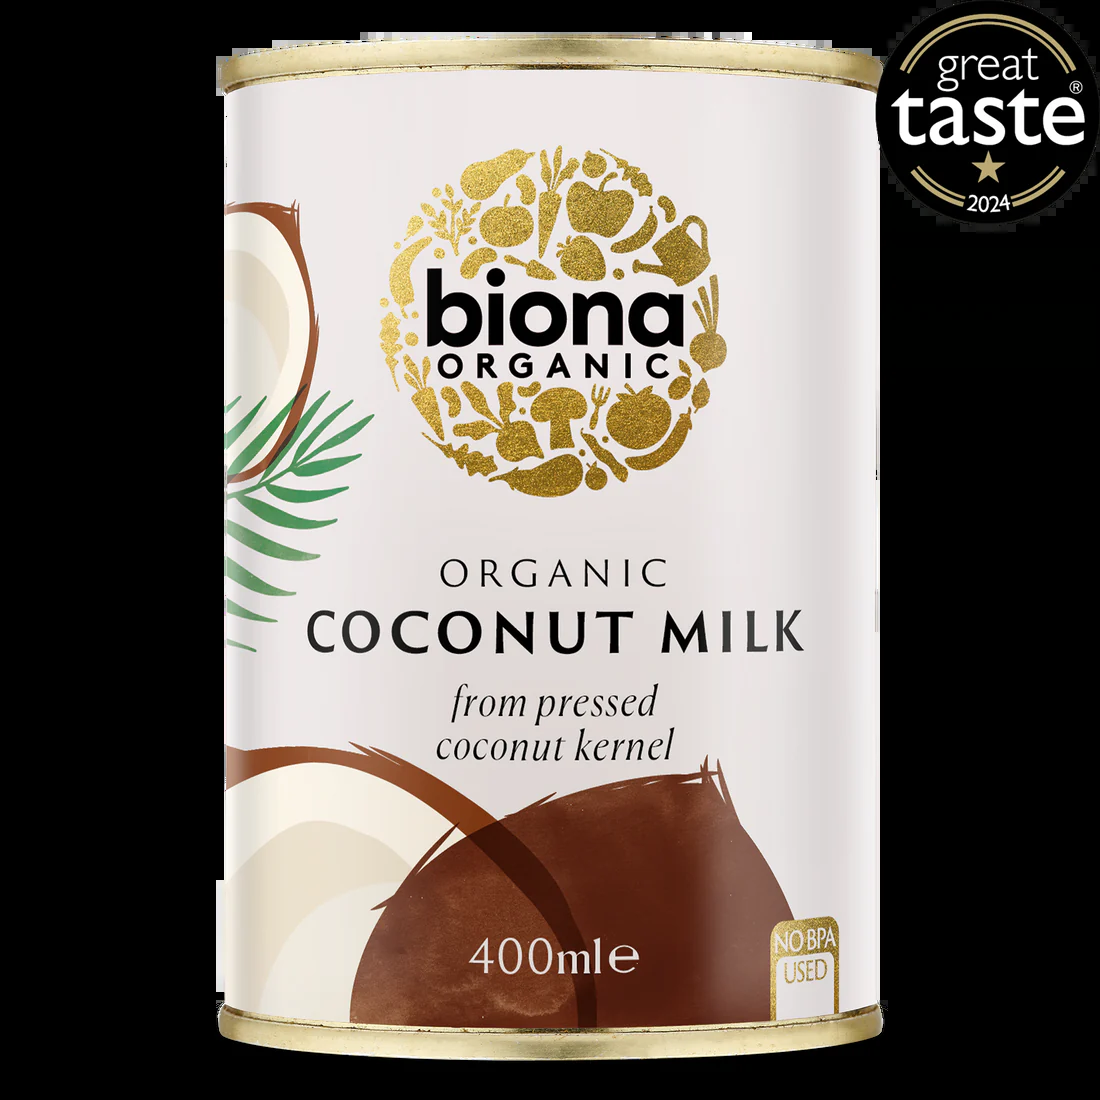 great
taste®
2024
biona
ORGANIC
ORGANIC
COCONUT MILK
from pressed
coconut kernel
400ml℮
NO BPA
USED